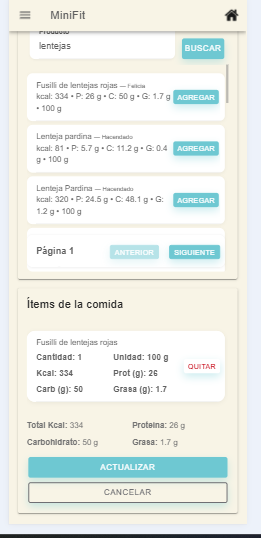 MiniFit
Producto
lentejas
BUSCAR
Fusilli de lentejas rojas — Felicia
kcal: 334 • P: 26 g • C: 50 g • G: 1.7 g
• 100 g
AGREGAR
Lenteja pardina — Hacendado
kcal: 81 • P: 5.7 g • C: 11.2 g • G: 0.4
g • 100 g
AGREGAR
Lenteja Pardina — Hacendado
kcal: 320 • P: 24.5 g • C: 48.1 g • G:
1.2 g • 100 g
AGREGAR
Página 1
ANTERIOR
SIGUIENTE
Ítems de la comida
Fusilli de lentejas rojas
Cantidad: 1 Unidad: 100 g
Kcal: 334 Prot (g): 26
Carb (g): 50 Grasa (g): 1.7
QUITAR
Total Kcal: 334 Proteína: 26 g
Carbohidrato: 50 g Grasa: 1.7 g
ACTUALIZAR
CANCELAR